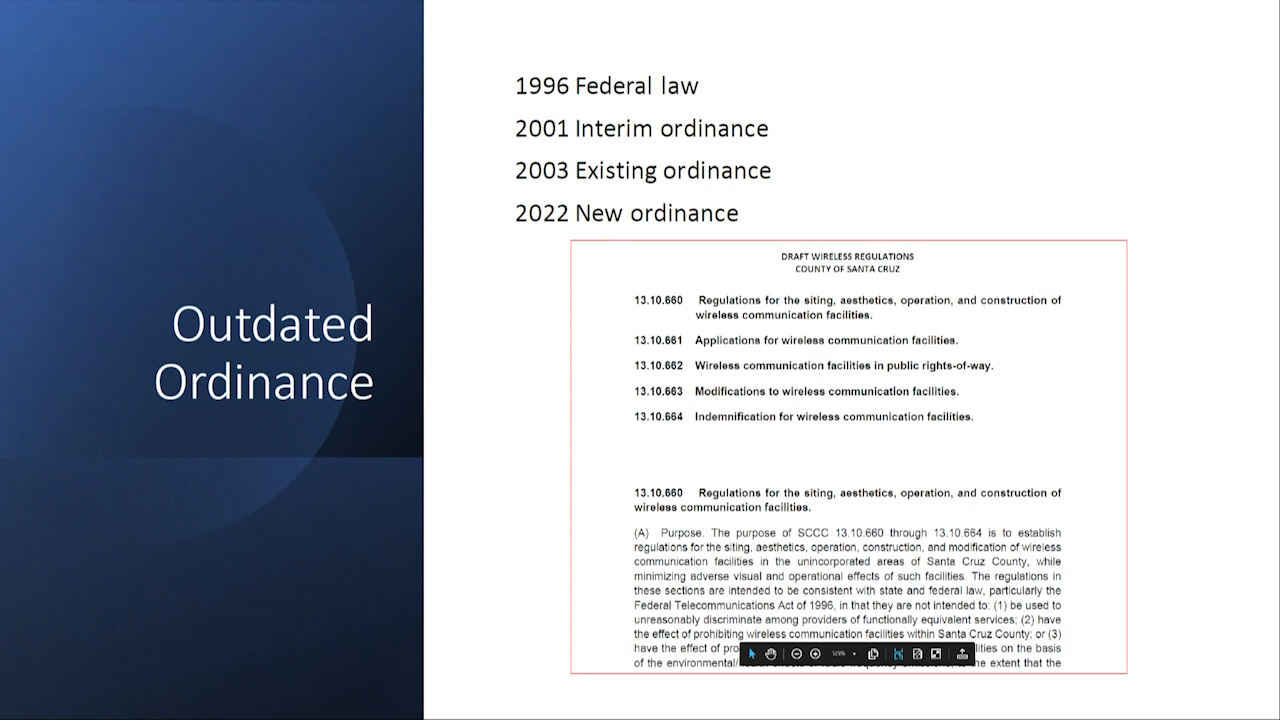 Outdated
Ordinance
1996 Federal law
2001 Interim ordinance
2003 Existing ordinance
2022 New ordinance
DRAFT WIRELESS REGULATIONS
COUNTY OF SANTA CRUZ
13.10.660 Regulations for the siting, aesthetics, operation, and construction of
wireless communication facilities.
13.10.661 Applications for wireless communication facilities.
13.10.662 Wireless communication facilities in public rights-of-way.
13.10.663 Modifications to wireless communication facilities.
13.10.664 Indemnification for wireless communication facilities.
13.10.660 Regulations for the siting, aesthetics, operation, and construction of
wireless communication facilities.
(A) Purpose. The purpose of SCCC 13.10.660 through 13.10.664 is to establish
regulations for the siting, aesthetics, operation, construction, and modification of wireless
communication facilities in the unincorporated areas of Santa Cruz County, while
minimizing adverse visual and operational effects of such facilities. The regulations in
these sections are intended to be consistent with state and federal law, particularly the
Federal Telecommunications Act of 1996, in that they are not intended to: (1) be used to
unreasonably discriminate among providers of functionally equivalent services; (2) have
the effect of prohibiting wireless communication facilities within Santa Cruz County; or (3)
have the effect of on the basis
of the environmental/ extent that the
125%